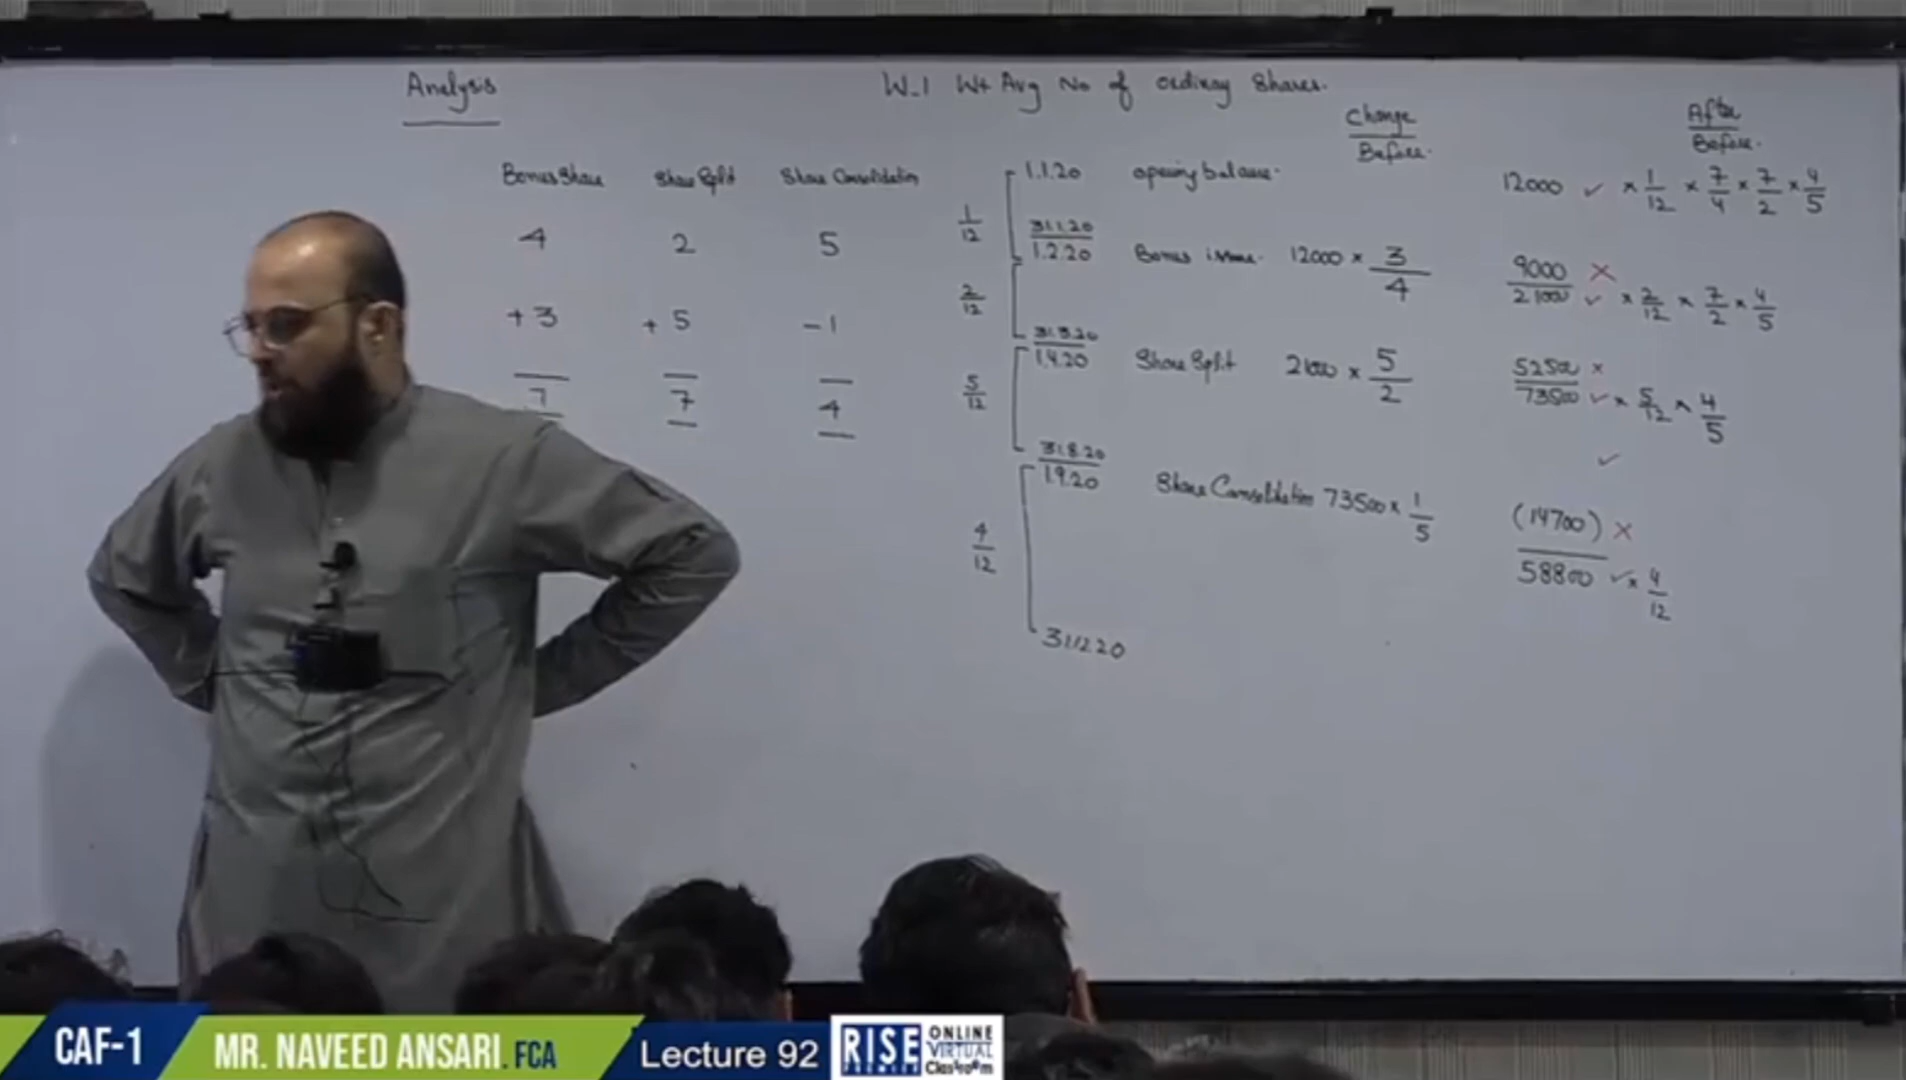 Analysis
Bonus Share Share Split Share Consolidation
4 2 5
+3 +5 -1
7 7 4
W-1 Wt Avg No of ordinary Shares.
Change
Before.
After
Before.
1.1.20 opening balance. 12000 ✓ × 1/12 × 7/4 × 7/2 × 4/5
1/12
31.1.20
1.2.20 Bonus issue. 12000 × 3/4 9000 ×
21000 ✓ × 2/12 × 7/2 × 4/5
2/12
31.3.20
1.4.20 Share Split 21000 × 5/2 52500 ×
73500 ✓ × 5/12 × 4/5
5/12
✓
31.8.20
1.9.20 Share Consolidation 73500 × 1/5 (14700) ×
58800 ✓ × 4/12
4/12
31.12.20
CAF-1 MR. NAVEED ANSARI. FCA Lecture 92 RISE PREMIER ONLINE VIRTUAL Classroom